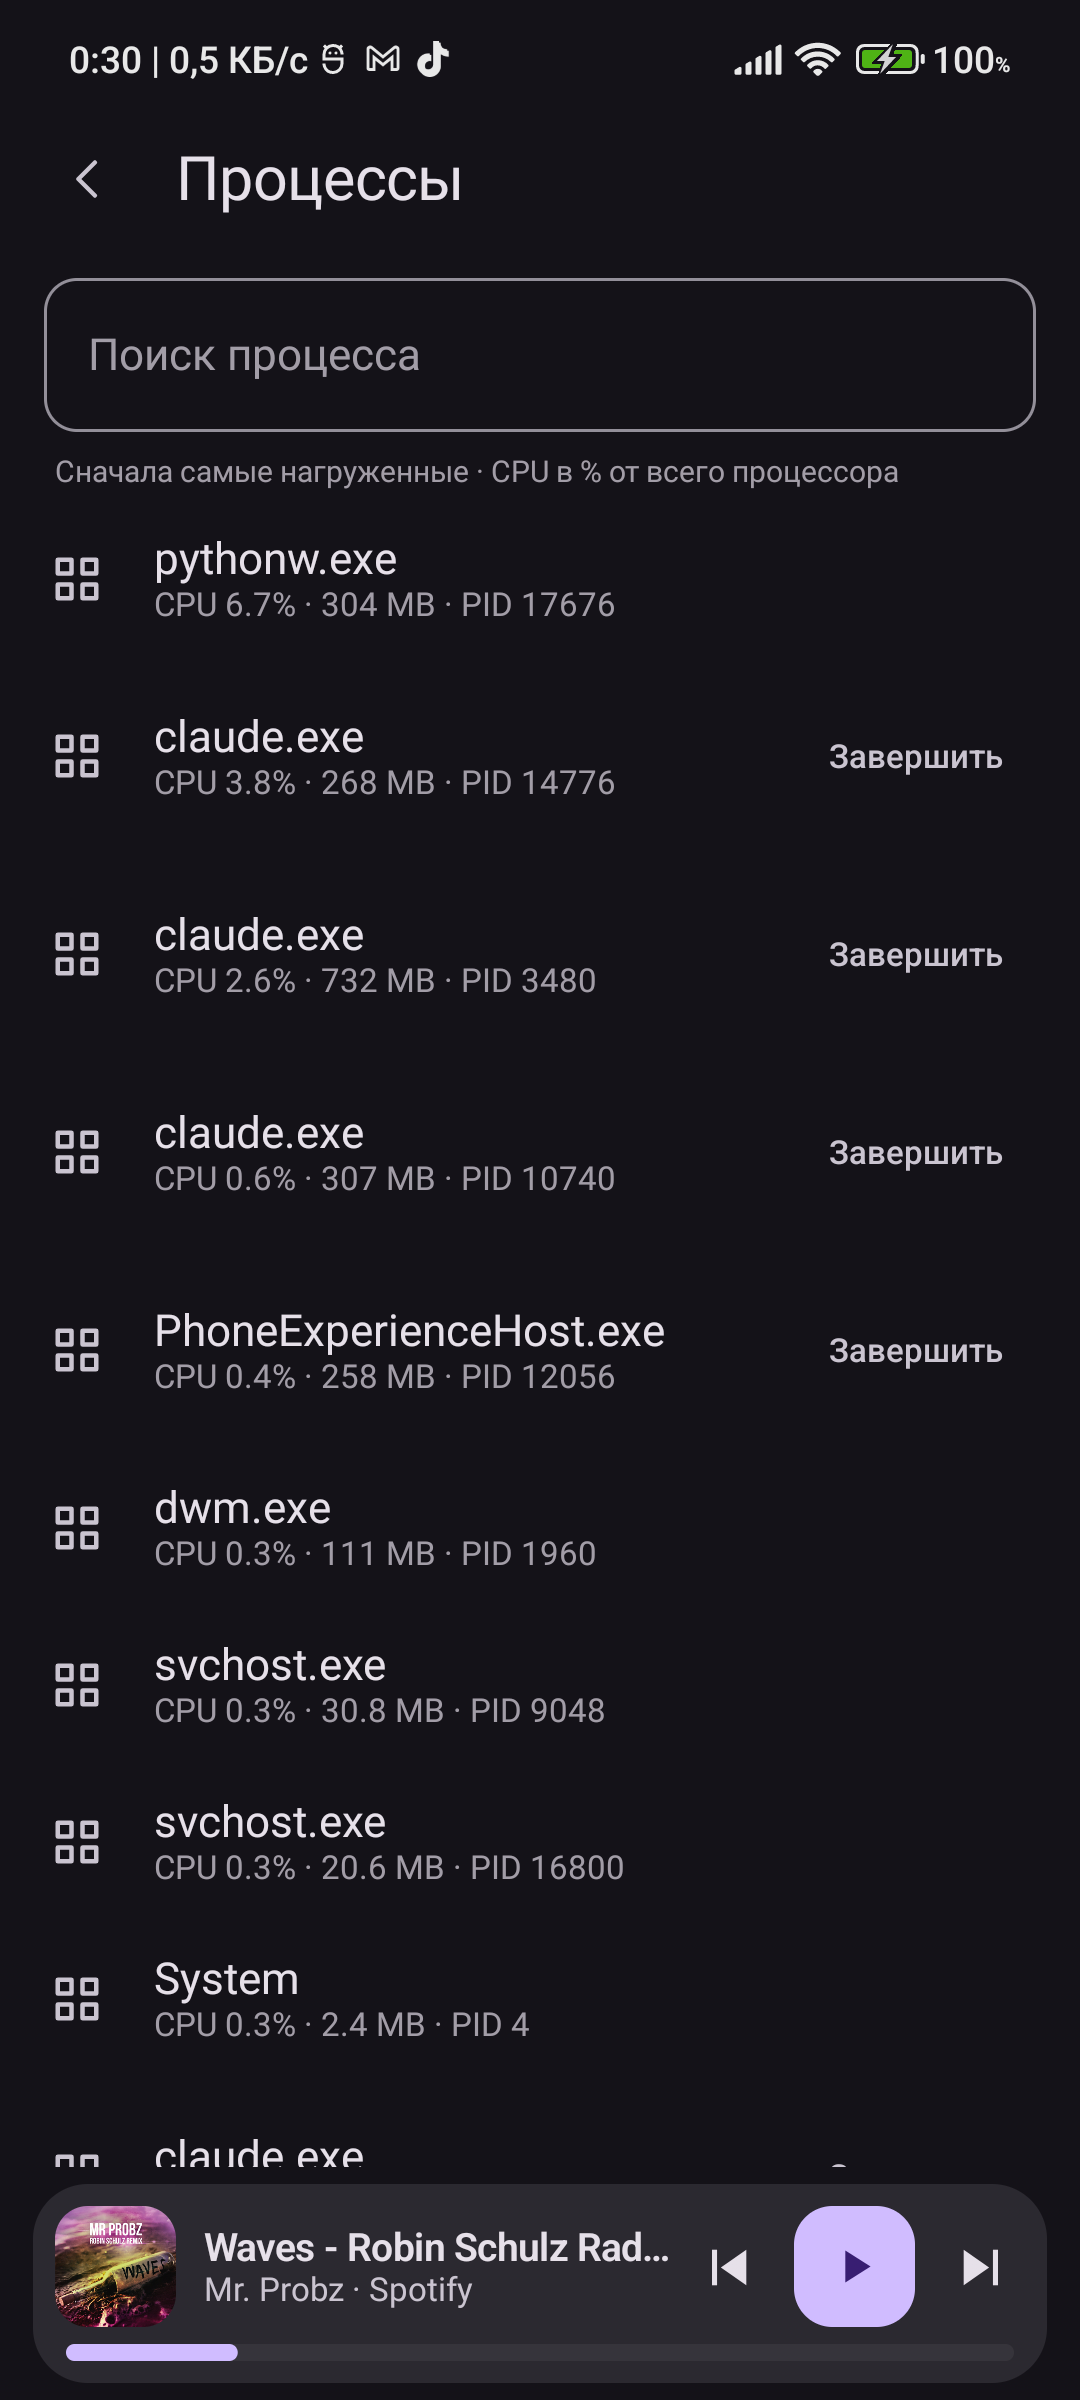 0:30 | 0,5 КБ/с
100%
Процессы
Поиск процесса
Сначала самые нагруженные · CPU в % от всего процессора
pythonw.exe
CPU 6.7% · 304 MB · PID 17676
claude.exe
CPU 3.8% · 268 MB · PID 14776
Завершить
claude.exe
CPU 2.6% · 732 MB · PID 3480
Завершить
claude.exe
CPU 0.6% · 307 MB · PID 10740
Завершить
PhoneExperienceHost.exe
CPU 0.4% · 258 MB · PID 12056
Завершить
dwm.exe
CPU 0.3% · 111 MB · PID 1960
svchost.exe
CPU 0.3% · 30.8 MB · PID 9048
svchost.exe
CPU 0.3% · 20.6 MB · PID 16800
System
CPU 0.3% · 2.4 MB · PID 4
claude.exe
MR PROBZ
ROBIN SCHULZ REMIX
WAVES
Waves - Robin Schulz Rad...
Mr. Probz · Spotify